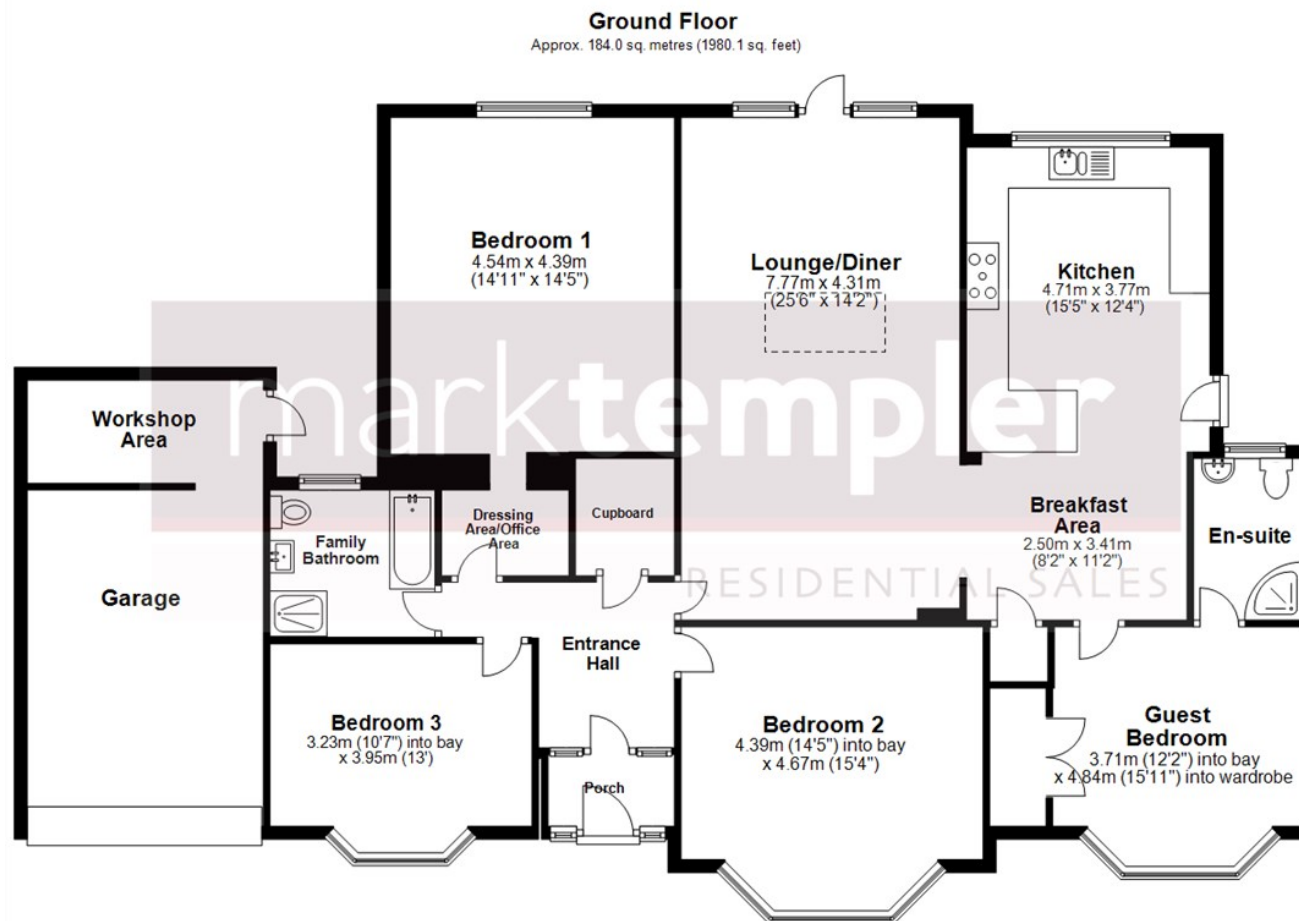 Ground Floor
Approx. 184.0 sq. metres (1980.1 sq. feet)
Bedroom 1
4.54m x 4.39m
(14'11" x 14'5")
Lounge/Diner
7.77m x 4.31m
(25'6" x 14'2")
Kitchen
4.71m x 3.77m
(15'5" x 12'4")
marktempler
RESIDENTIAL SALES
Workshop
Area
Family
Bathroom
Dressing
Area/Office
Area
Cupboard
Breakfast
Area
2.50m x 3.41m
(8'2" x 11'2")
En-suite
Garage
Entrance
Hall
Bedroom 3
3.23m (10'7") into bay
x 3.95m (13')
Porch
Bedroom 2
4.39m (14'5") into bay
x 4.67m (15'4")
Guest
Bedroom
3.71m (12'2") into bay
x 4.84m (15'11") into wardrobe